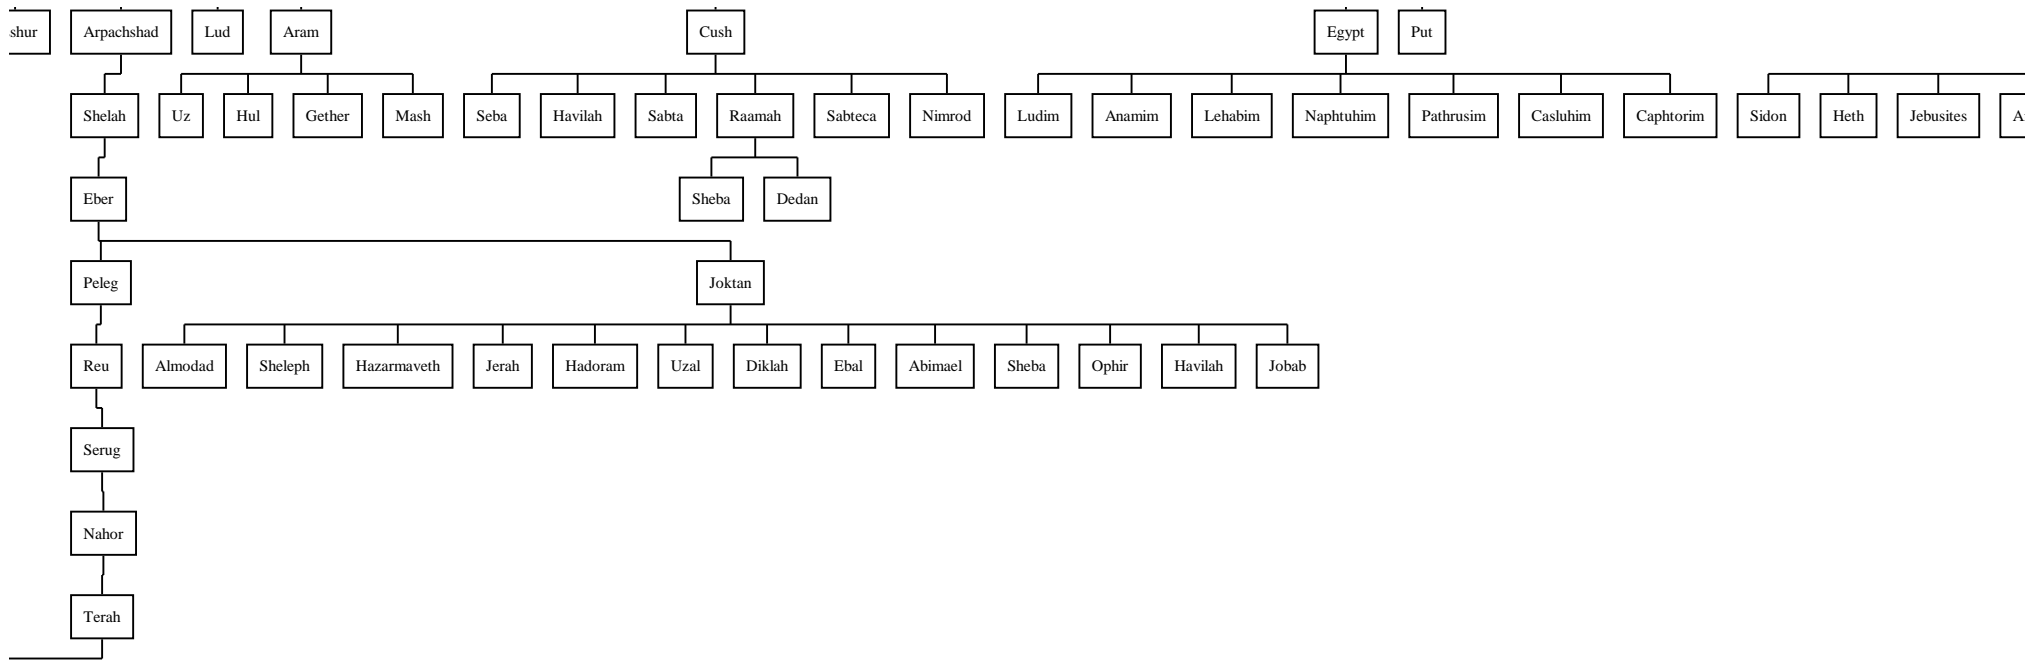 shur Arpachshad Lud Aram Cush Egypt Put
Shelah Uz Hul Gether Mash Seba Havilah Sabta Raamah Sabteca Nimrod Ludim Anamim Lehabim Naphtuhim Pathrusim Casluhim Caphtorim Sidon Heth Jebusites A
Eber Sheba Dedan
Peleg Joktan
Reu Almodad Sheleph Hazarmaveth Jerah Hadoram Uzal Diklah Ebal Abimael Sheba Ophir Havilah Jobab
Serug
Nahor
Terah